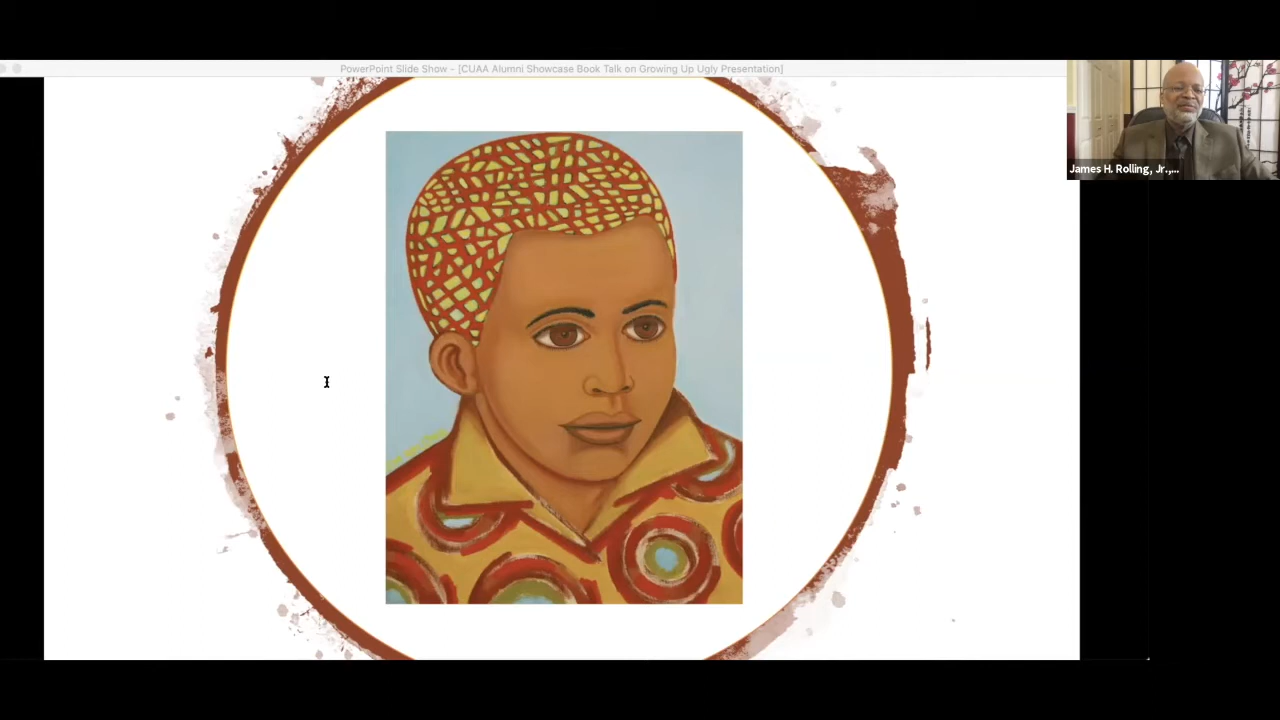 PowerPoint Slide Show - [CUAA Alumni Showcase Book Talk on Growing Up Ugly Presentation]
James H. Rolling, Jr.,...